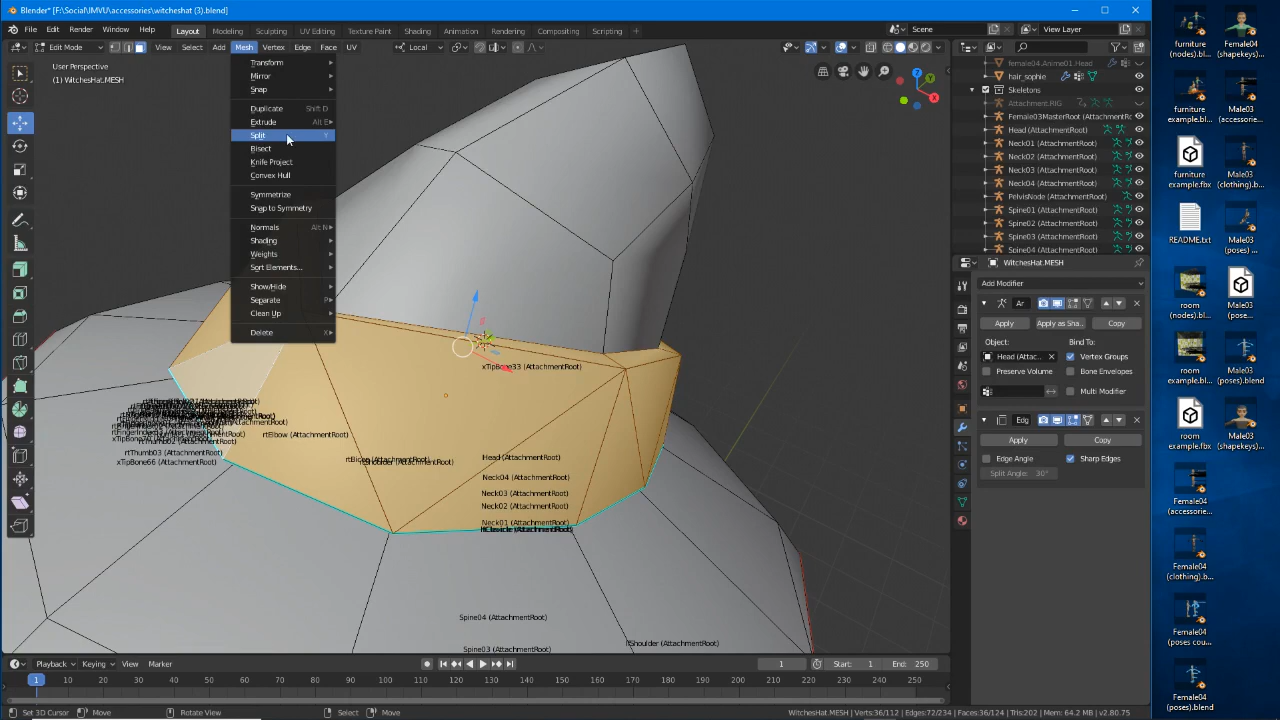 Blender* [F:\Social\IMVU\accessories\witcheshat (3).blend]
File Edit Render Window Help Layout Modeling Sculpting UV Editing Texture Paint Shading Animation Rendering Compositing Scripting Scene View Layer
Edit Mode View Select Add Mesh Vertex Edge Face UV Local
User Perspective
(1) WitchesHat.MESH
Transform
Mirror
Snap
Duplicate Shift D
Extrude Alt E
Split Y
Bisect
Knife Project
Convex Hull
Symmetrize
Snap to Symmetry
Normals Alt N
Shading
Weights
Sort Elements...
Show/Hide
Separate P
Clean Up
Delete X
xTipBone33 (AttachmentRoot)
rtElbow (AttachmentRoot)
rtThumb03 (AttachmentRoot)
xTipBone66 (AttachmentRoot)
Head (AttachmentRoot)
Neck04 (AttachmentRoot)
Neck03 (AttachmentRoot)
Neck02 (AttachmentRoot)
Neck01 (AttachmentRoot)
Spine04 (AttachmentRoot)
Spine03 (AttachmentRoot)
female04.Anime01.Head
hair_sophie
Skeletons
Attachment.RIG
Female03MasterRoot (AttachmentRc
Head (AttachmentRoot)
Neck01 (AttachmentRoot)
Neck02 (AttachmentRoot)
Neck03 (AttachmentRoot)
Neck04 (AttachmentRoot)
PelvisNode (AttachmentRoot)
Spine01 (AttachmentRoot)
Spine02 (AttachmentRoot)
Spine03 (AttachmentRoot)
Spine04 (AttachmentRoot)
WitchesHat.MESH
Add Modifier
Ar
Apply Apply as Sha.. Copy
Object: Bind To:
Head (Attac... Vertex Groups
Preserve Volume Bone Envelopes
Multi Modifier
Edg
Apply Copy
Edge Angle Sharp Edges
Split Angle: 30°
Playback Keying View Marker 1 Start: 1 End: 250
1 10 20 30 40 50 60 70 80 90 100 110 120 130 140 150 160 170 180 190 200 210 220 230 240 250
Set 3D Cursor Move Rotate View Select Move WitchesHat.MESH | Verts:36/112 | Edges:72/234 | Faces:36/124 | Tris:202 | Mem: 64.2 MB | v2.80.75
furniture
(nodes).bl...
Female04
(shapekeys)...
furniture
example.bl...
Male03
(accessorie...
furniture
example.fbx
Male03
(clothing).b...
README.txt
Male03
(poses) ...
room
(nodes).bl...
Male03
(pose...
room
example.bl...
Male03
(poses).blend
room
example.fbx
Male03
(shapekeys)...
Female04
(accessorie...
Female04
(clothing).b...
Female04
(poses cou...
Female04
(poses).blend